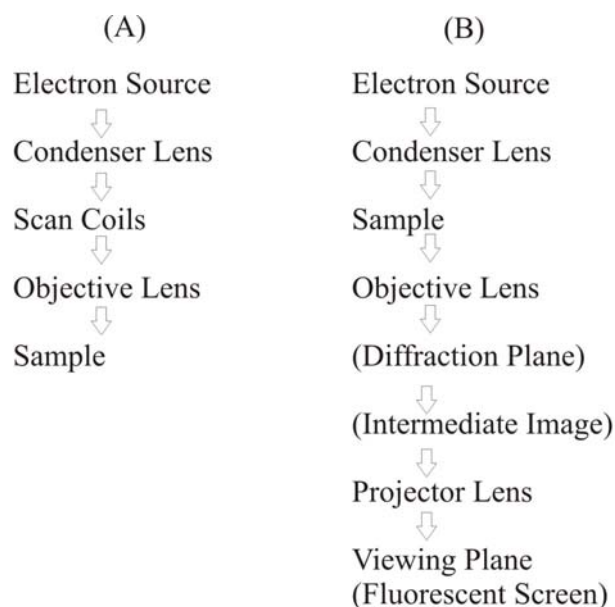 (A)
Electron Source
Condenser Lens
Scan Coils
Objective Lens
Sample
(B)
Electron Source
Condenser Lens
Sample
Objective Lens
(Diffraction Plane)
(Intermediate Image)
Projector Lens
Viewing Plane
(Fluorescent Screen)